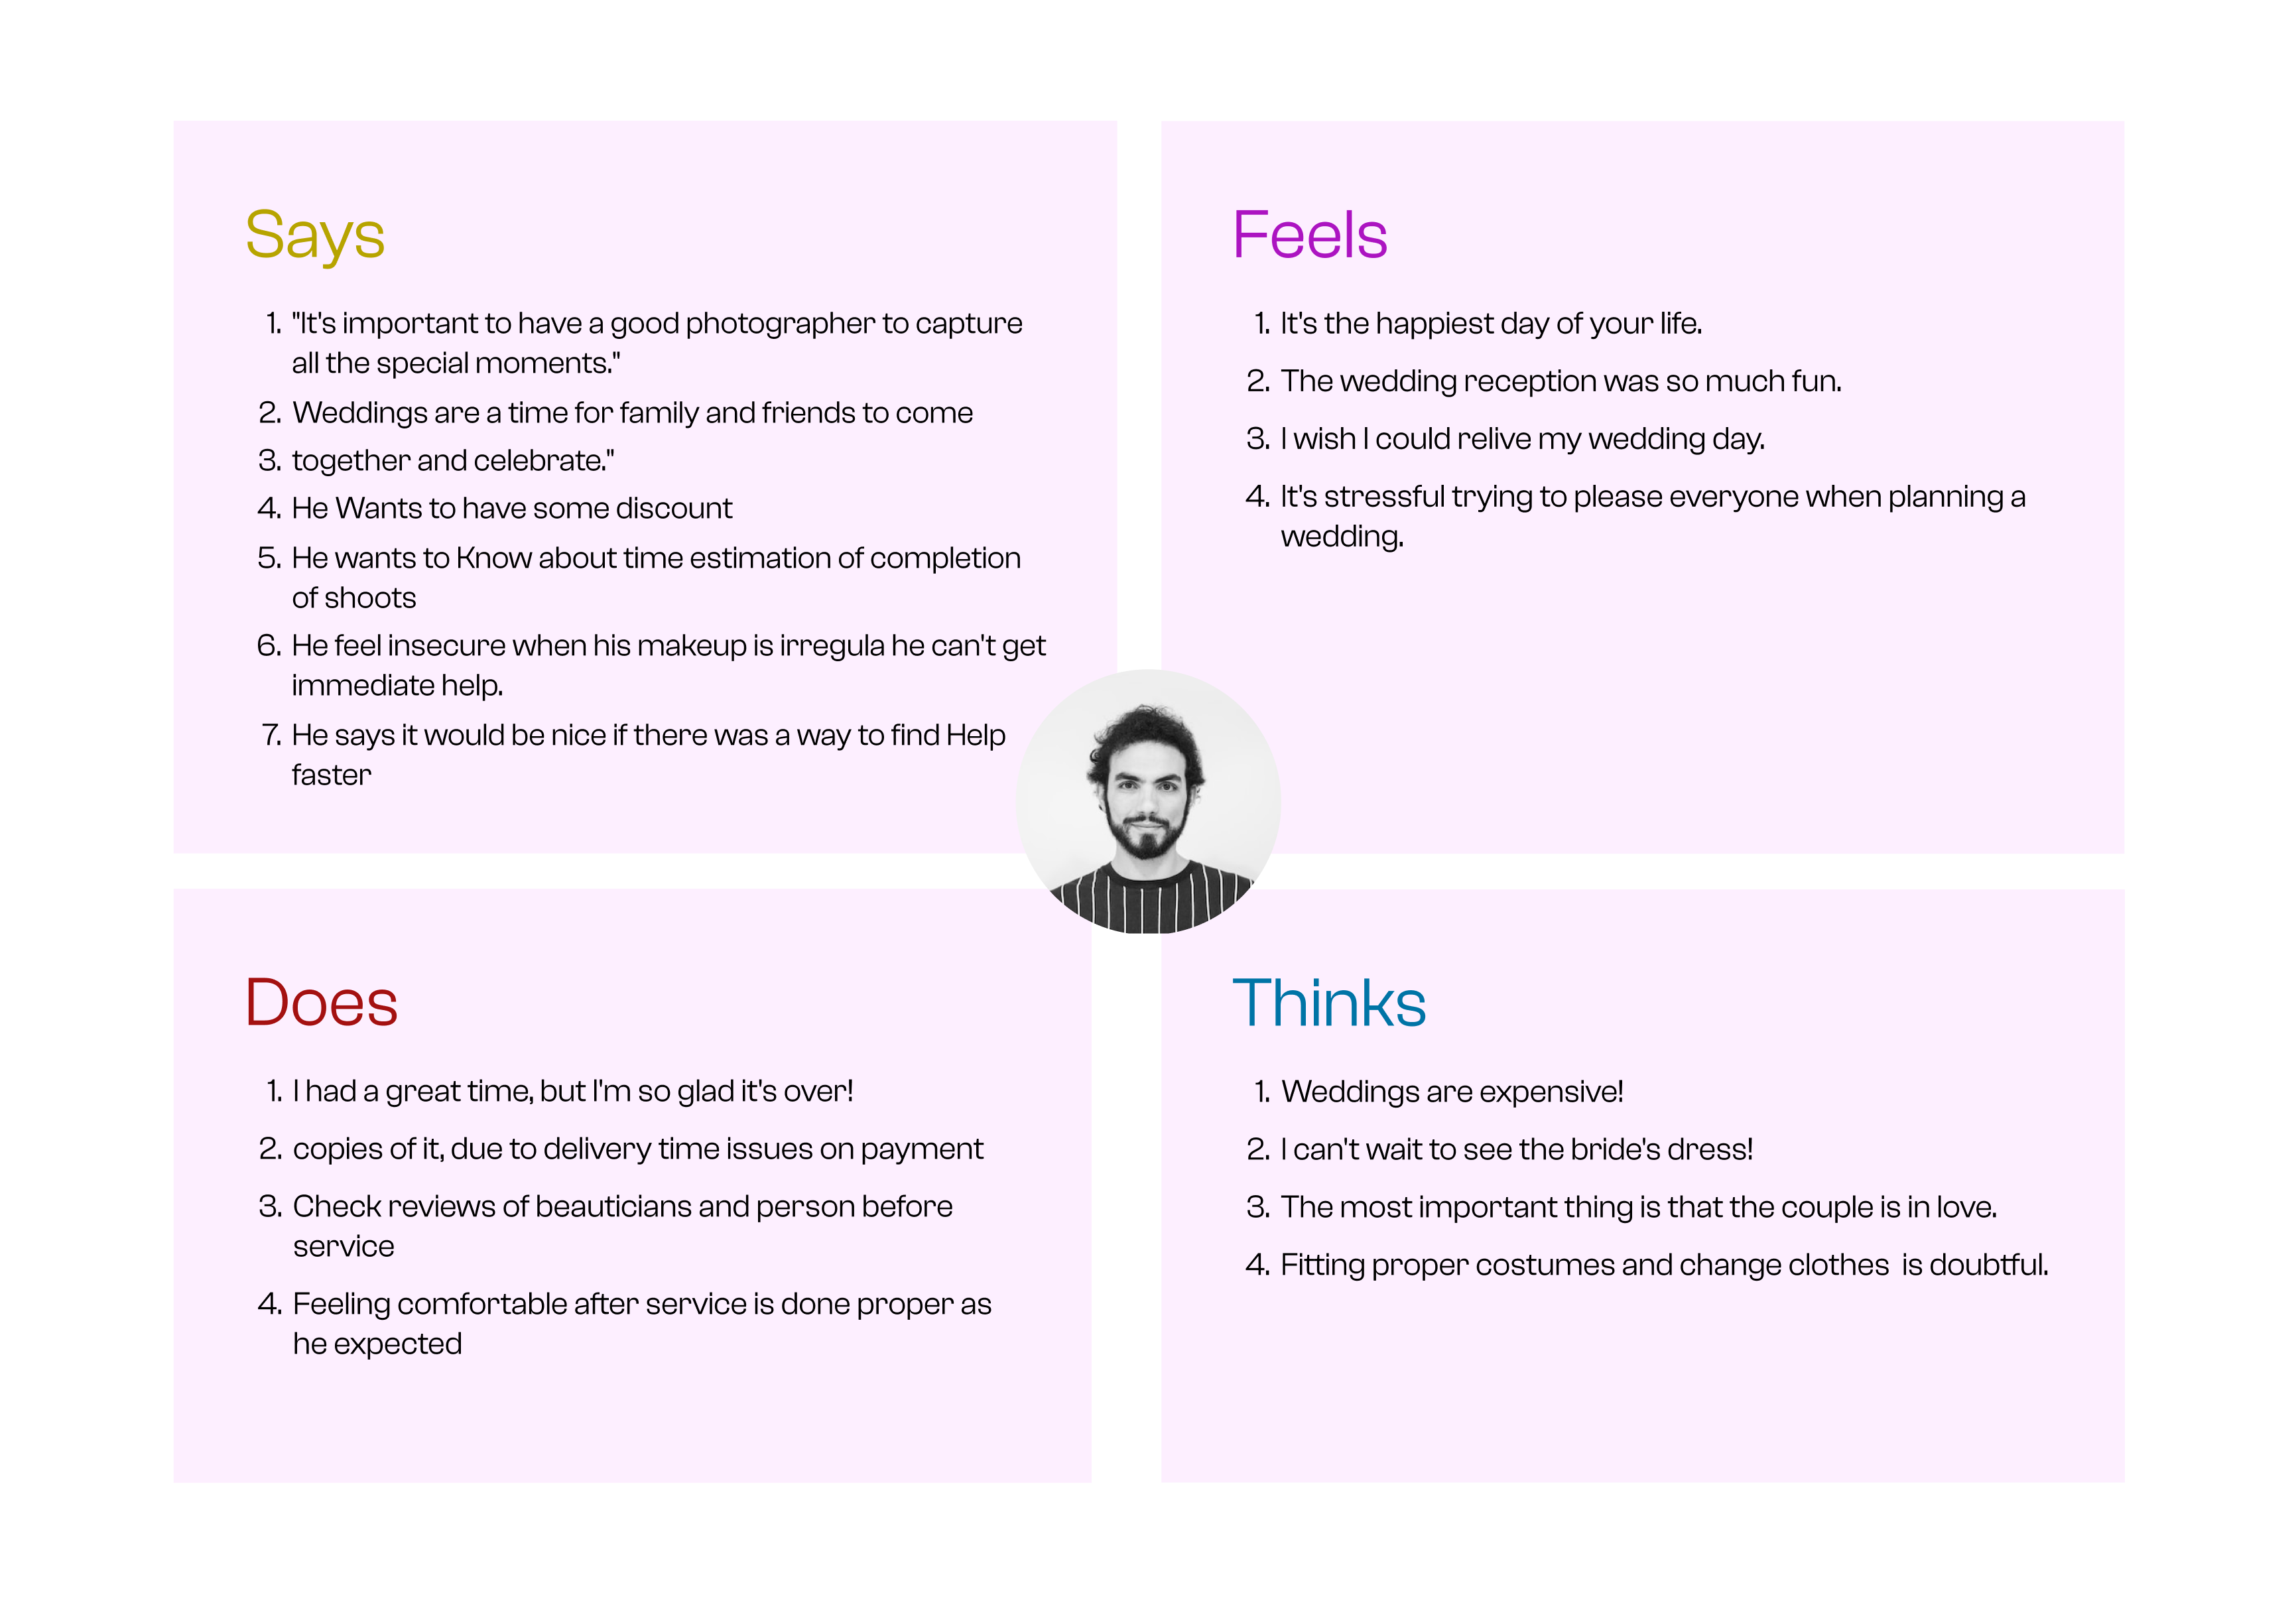 Says
1. "It's important to have a good photographer to capture
all the special moments."
2. Weddings are a time for family and friends to come
3. together and celebrate."
4. He Wants to have some discount
5. He wants to Know about time estimation of completion
of shoots
6. He feel insecure when his makeup is irregula he can't get
immediate help.
7. He says it would be nice if there was a way to find Help
faster
Feels
1. It's the happiest day of your life.
2. The wedding reception was so much fun.
3. I wish I could relive my wedding day.
4. It's stressful trying to please everyone when planning a
wedding.
Does
1. I had a great time, but I'm so glad it's over!
2. copies of it, due to delivery time issues on payment
3. Check reviews of beauticians and person before
service
4. Feeling comfortable after service is done proper as
he expected
Thinks
1. Weddings are expensive!
2. I can't wait to see the bride's dress!
3. The most important thing is that the couple is in love.
4. Fitting proper costumes and change clothes  is doubtful.